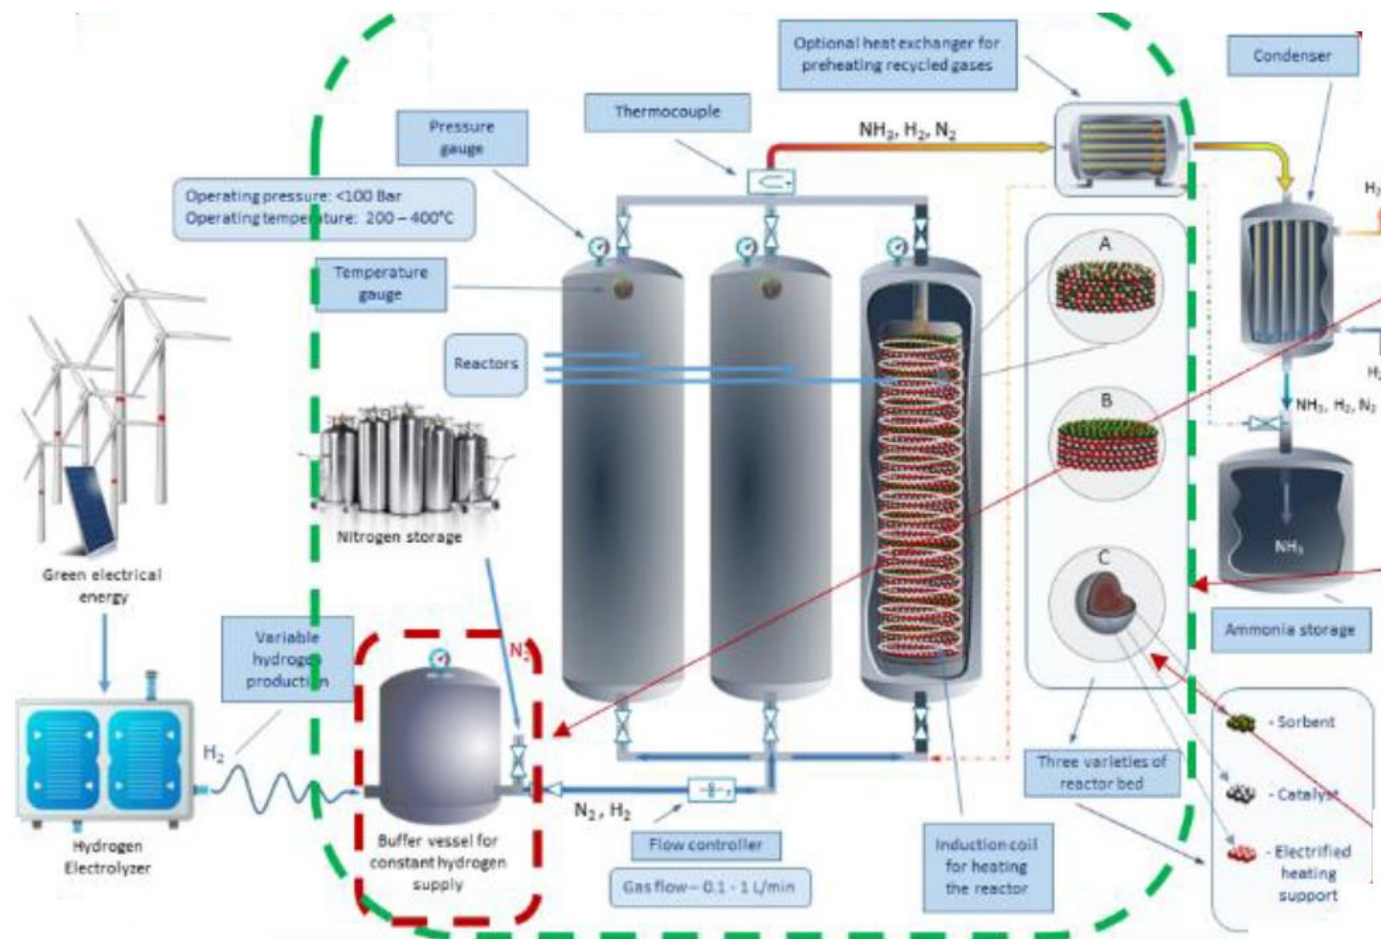 Optional heat exchanger for
preheating recycled gases
Condenser
Thermocouple
Pressure
gauge
NH₃, H₂, N₂
Operating pressure: <100 Bar
Operating temperature: 200 – 400°C
A
Temperature
gauge
Reactors
B
NH₃, H₂, N₂
Nitrogen storage
NH₃
C
Green electrical
energy
Variable
hydrogen
production
N₂
Ammonia storage
H₂
- Sorbent
Three varieties of
reactor bed
- Catalyst
N₂ , H₂
Hydrogen
Electrolyzer
Buffer vessel for
constant hydrogen
supply
Flow controller
Gas flow – 0.1 - 1 L/min
Induction coil
for heating
the reactor
- Electrified
heating
support